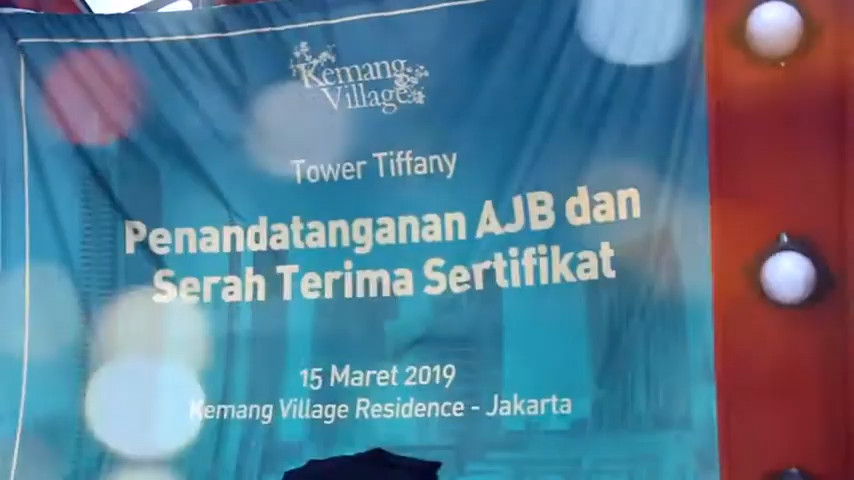 Kemang
Village
Tower Tiffany
Penandatanganan AJB dan
Serah Terima Sertifikat
15 Maret 2019
Kemang Village Residence - Jakarta